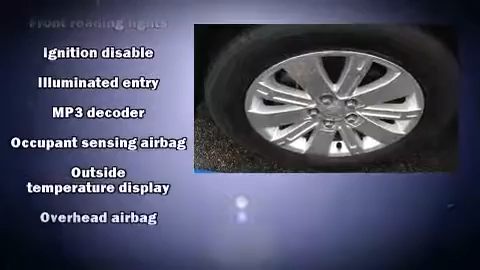 Front reading lights
Ignition disable
Illuminated entry
MP3 decoder
Occupant sensing airbag
Outside
temperature display
Overhead airbag